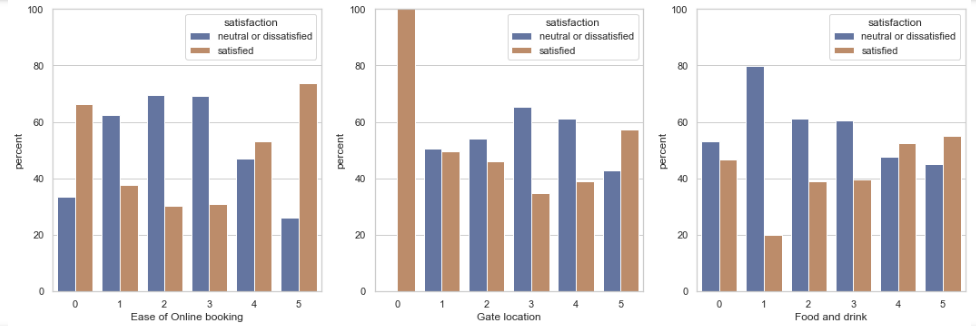 100
80
60
40
20
0
percent
satisfaction
neutral or dissatisfied
satisfied
0 1 2 3 4 5
Ease of Online booking
100
80
60
40
20
0
percent
satisfaction
neutral or dissatisfied
satisfied
0 1 2 3 4 5
Gate location
100
80
60
40
20
0
percent
satisfaction
neutral or dissatisfied
satisfied
0 1 2 3 4 5
Food and drink